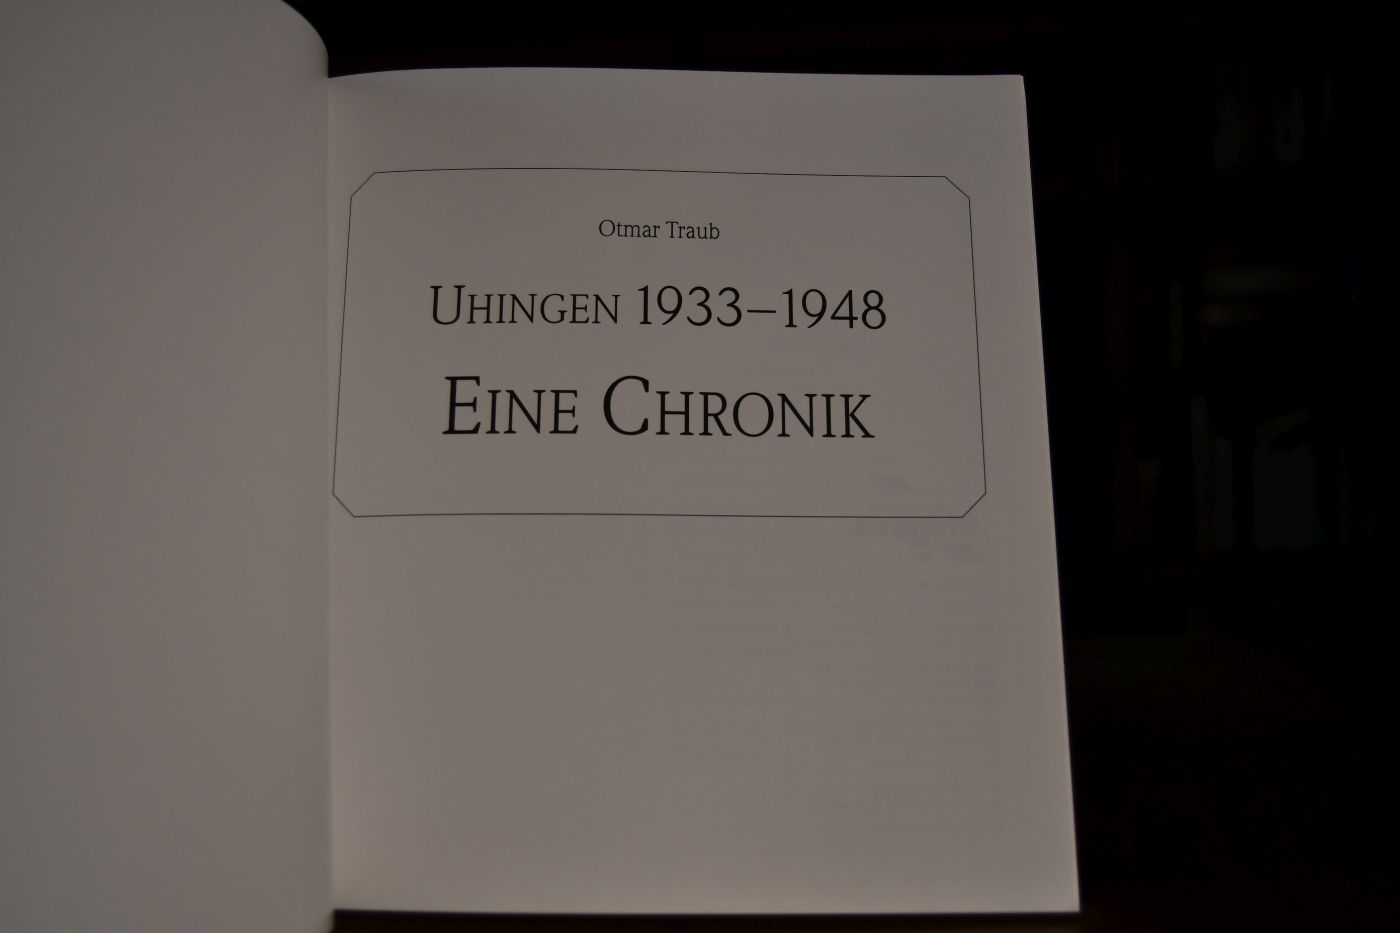 Otmar Traub
UHINGEN 1933–1948
EINE CHRONIK